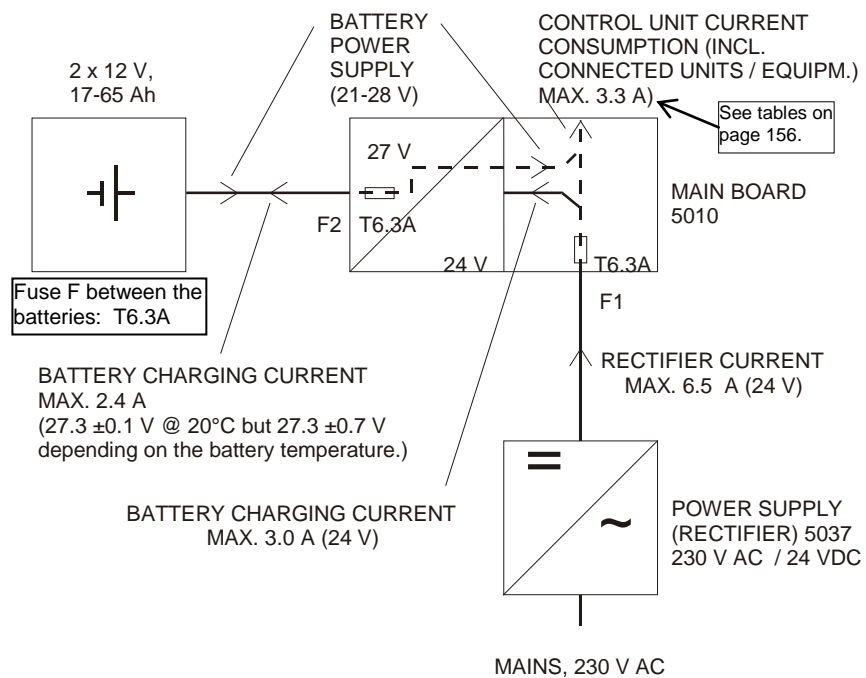 BATTERY
POWER
SUPPLY
(21-28 V)
CONTROL UNIT CURRENT
CONSUMPTION (INCL.
CONNECTED UNITS / EQUIPM.)
MAX. 3.3 A)
2 x 12 V,
17-65 Ah
See tables on
page 156.
27 V
MAIN BOARD
5010
F2 T6.3A
24 V
T6.3A
F1
Fuse F between the
batteries: T6.3A
RECTIFIER CURRENT
MAX. 6.5 A (24 V)
BATTERY CHARGING CURRENT
MAX. 2.4 A
(27.3 ±0.1 V @ 20°C but 27.3 ±0.7 V
depending on the battery temperature.)
BATTERY CHARGING CURRENT
MAX. 3.0 A (24 V)
=
~
POWER SUPPLY
(RECTIFIER) 5037
230 V AC / 24 VDC
MAINS, 230 V AC